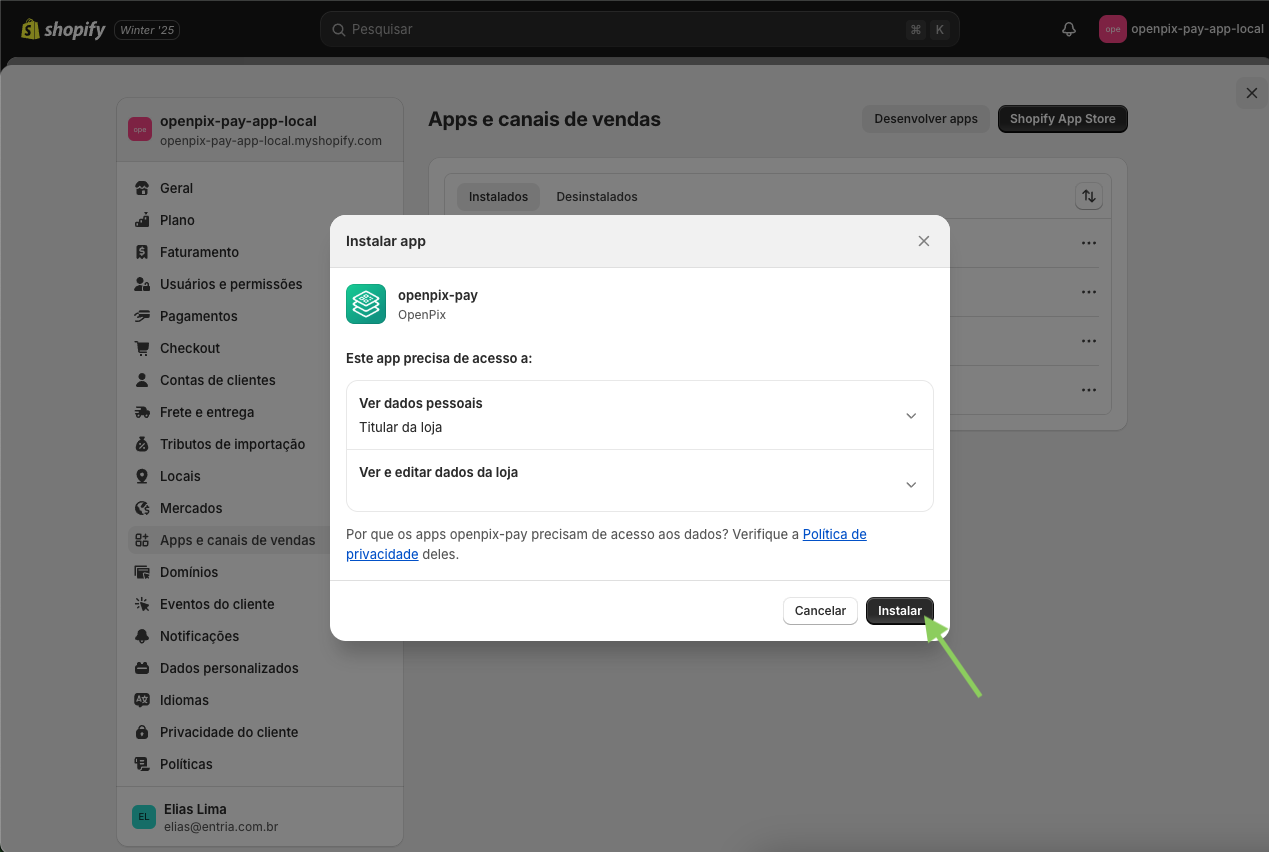 shopify
Winter '25
Pesquisar
⌘ K
ope
openpix-pay-app-local
ope
openpix-pay-app-local
openpix-pay-app-local.myshopify.com
Geral
Plano
Faturamento
Usuários e permissões
Pagamentos
Checkout
Contas de clientes
Frete e entrega
Tributos de importação
Locais
Mercados
Apps e canais de vendas
Domínios
Eventos do cliente
Notificações
Dados personalizados
Idiomas
Privacidade do cliente
Políticas
EL
Elias Lima
elias@entria.com.br
Apps e canais de vendas
Desenvolver apps
Shopify App Store
Instalados
Desinstalados
Instalar app
openpix-pay
OpenPix
Este app precisa de acesso a:
Ver dados pessoais
Titular da loja
Ver e editar dados da loja
Por que os apps openpix-pay precisam de acesso aos dados? Verifique a Política de
privacidade deles.
Cancelar
Instalar